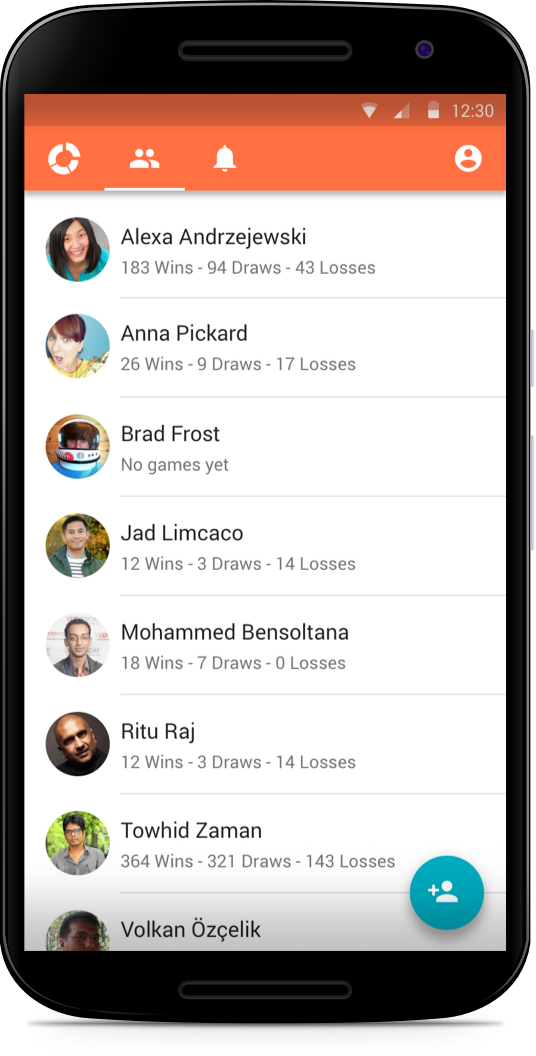 12:30
Alexa Andrzejewski
183 Wins - 94 Draws - 43 Losses
Anna Pickard
26 Wins - 9 Draws - 17 Losses
Brad Frost
No games yet
Jad Limcaco
12 Wins - 3 Draws - 14 Losses
Mohammed Bensoltana
18 Wins - 7 Draws - 0 Losses
Ritu Raj
12 Wins - 3 Draws - 14 Losses
Towhid Zaman
364 Wins - 321 Draws - 143 Losses
Volkan Özçelik